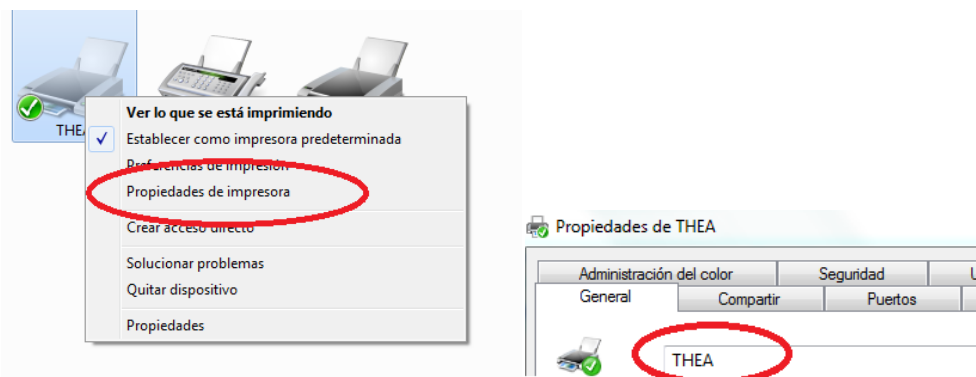 THE
Ver lo que se está imprimiendo
Establecer como impresora predeterminada
Preferencias de impresión
Propiedades de impresora
Crear acceso directo
Solucionar problemas
Quitar dispositivo
Propiedades
Propiedades de THEA
Administración del color
Seguridad
U
General
Compartir
Puertos
THEA